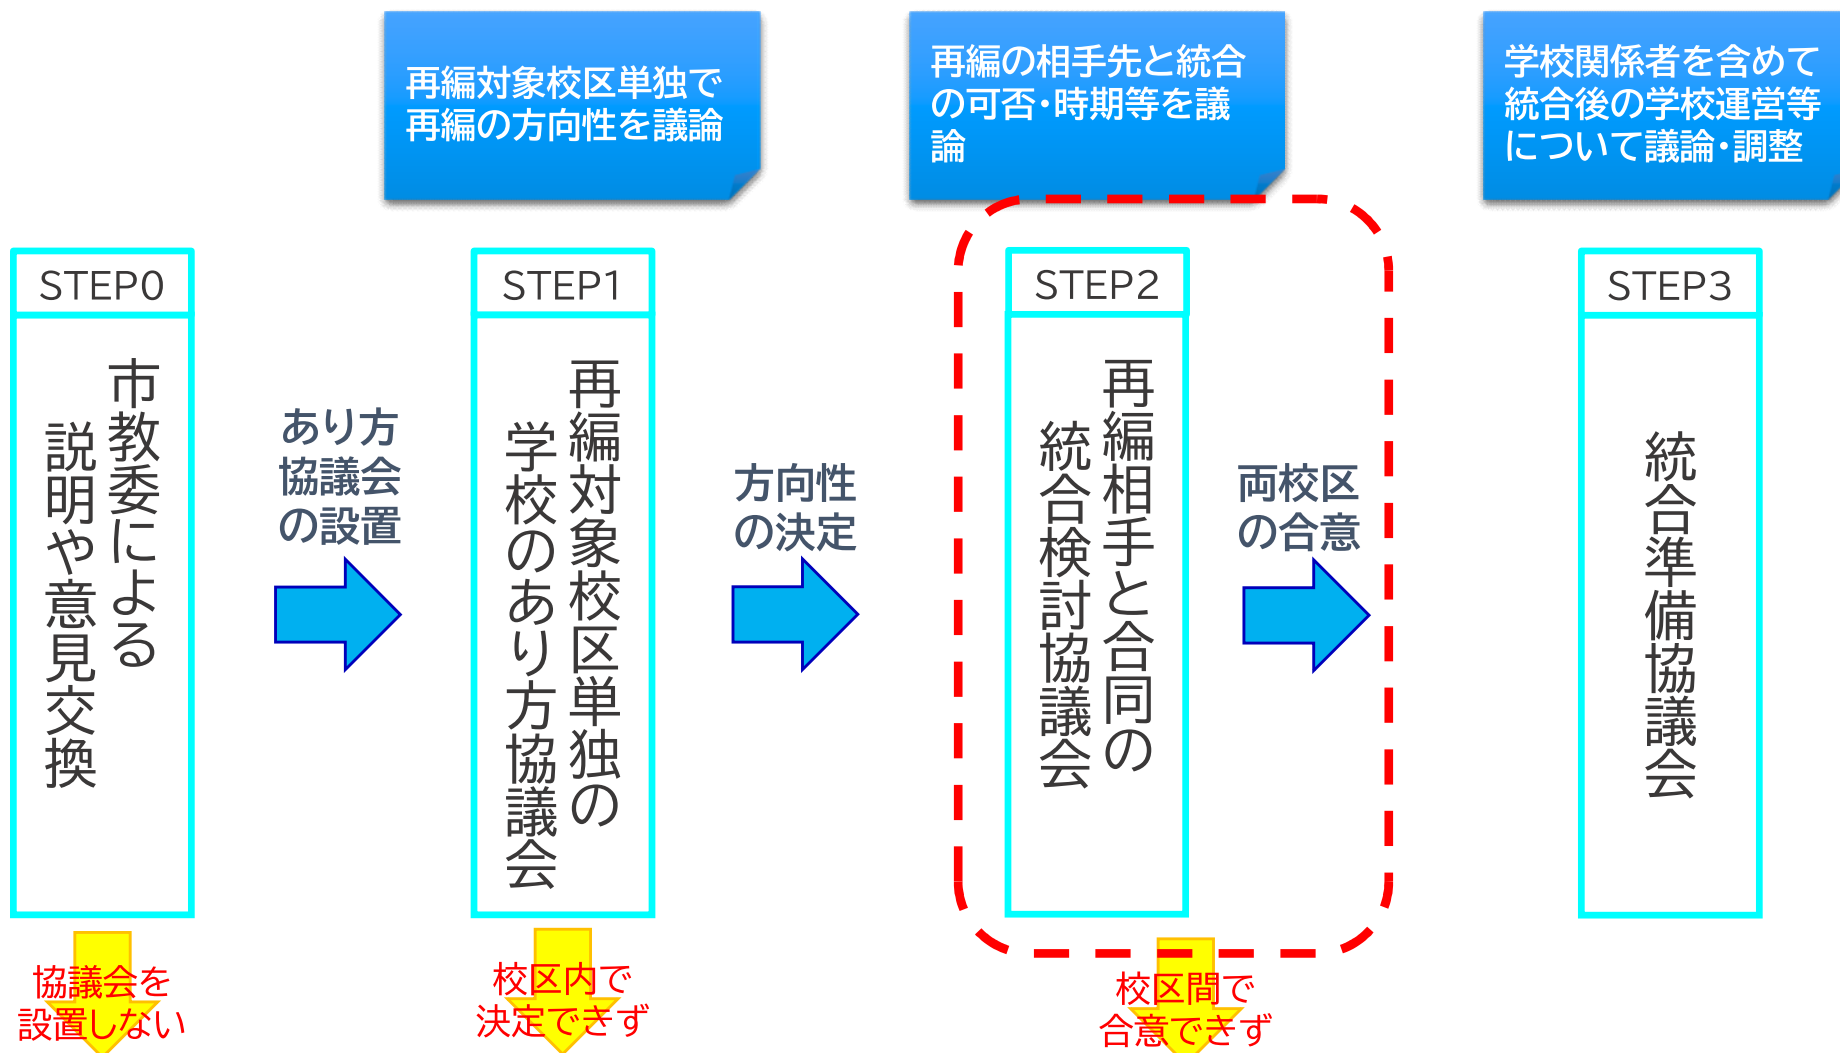 再編対象校区単独で
再編の方向性を議論
再編の相手先と統合
の可否・時期等を議
論
学校関係者を含めて
統合後の学校運営等
について議論・調整
STEP0
市教委による
説明や意見交換
あり方
協議会
の設置
STEP1
再編対象校区単独の
学校のあり方協議会
方向性
の決定
STEP2
再編相手と合同の
統合検討協議会
両校区
の合意
STEP3
統合準備協議会
協議会を
設置しない
校区内で
決定できず
校区間で
合意できず